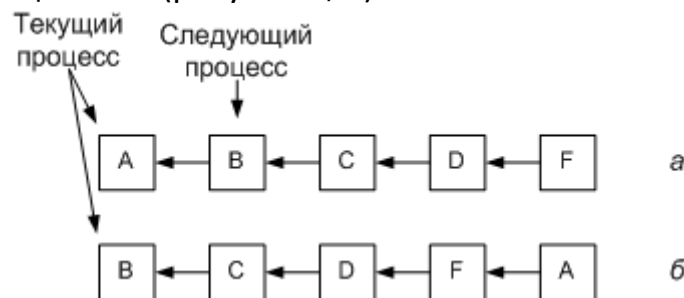 Текущий
процесс
Следующий
процесс
A B C D F а
B C D F A б